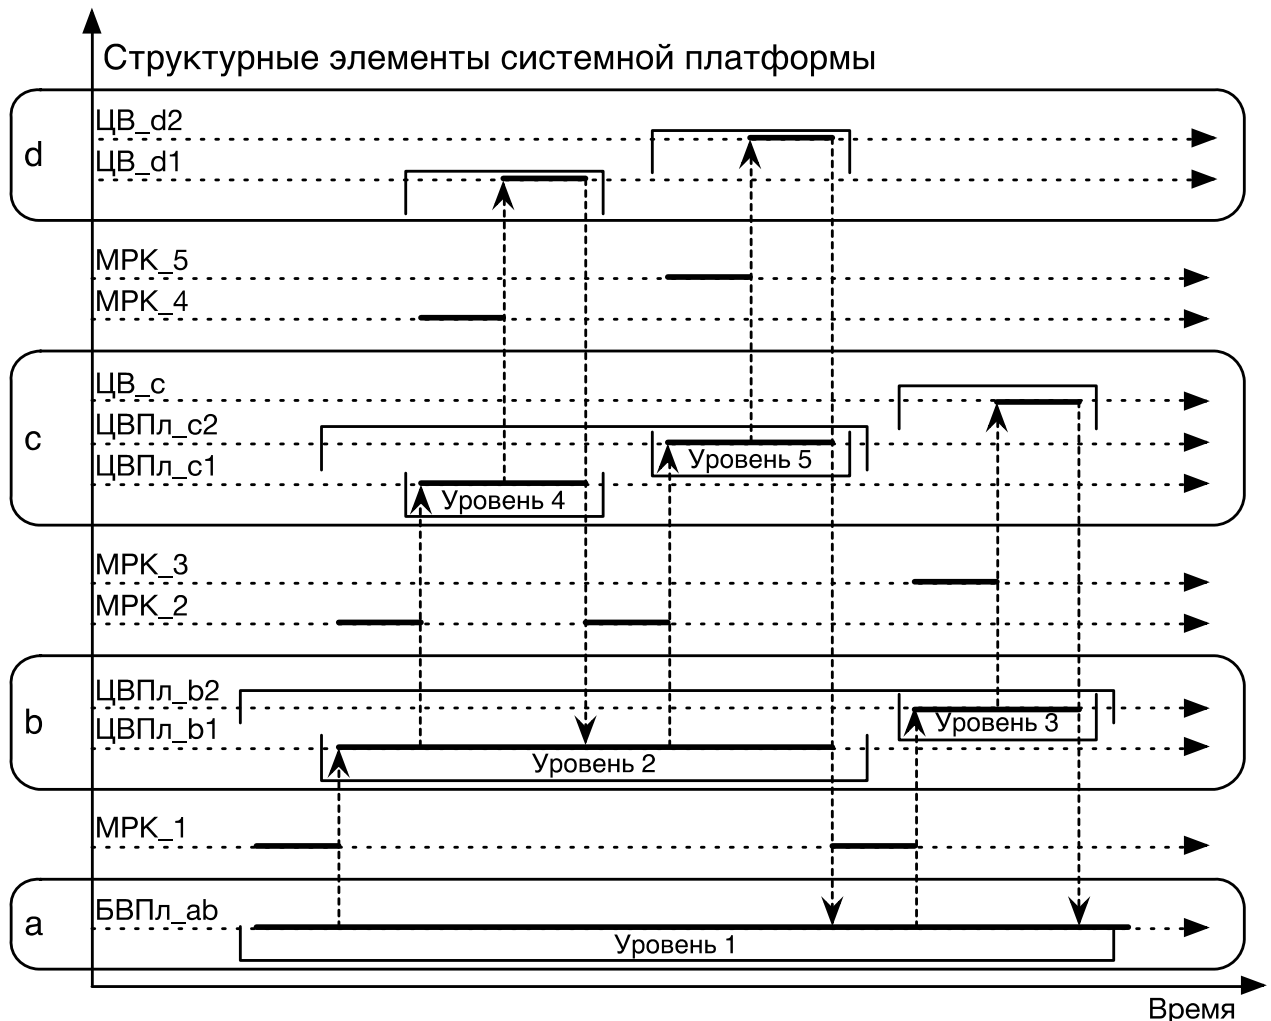 Структурные элементы системной платформы
ЦВ_d2
d
ЦВ_d1
МРК_5
МРК_4
ЦВ_c
c
ЦВПл_c2
Уровень 5
ЦВПл_c1
Уровень 4
МРК_3
МРК_2
ЦВПл_b2
b
Уровень 3
ЦВПл_b1
Уровень 2
МРК_1
БВПл_ab
a
Уровень 1
Время